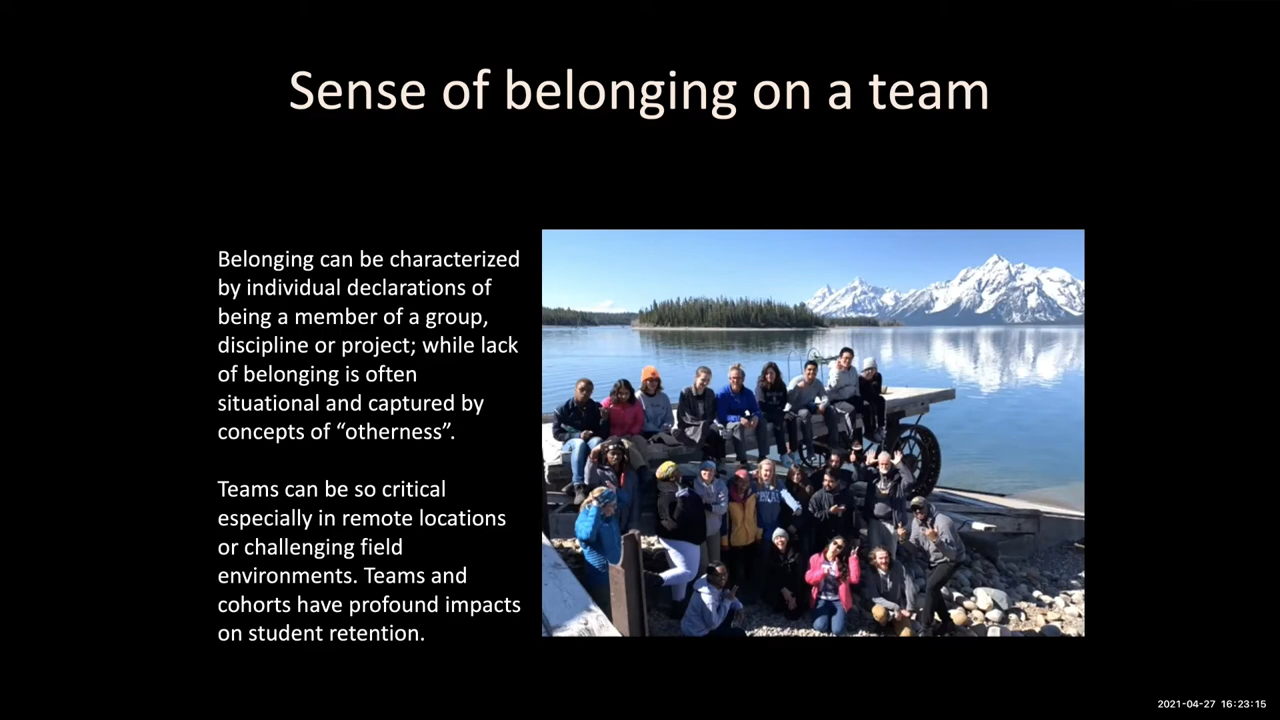 Sense of belonging on a team
Belonging can be characterized
by individual declarations of
being a member of a group,
discipline or project; while lack
of belonging is often
situational and captured by
concepts of “otherness”.
Teams can be so critical
especially in remote locations
or challenging field
environments. Teams and
cohorts have profound impacts
on student retention.
2021-04-27 16:23:15